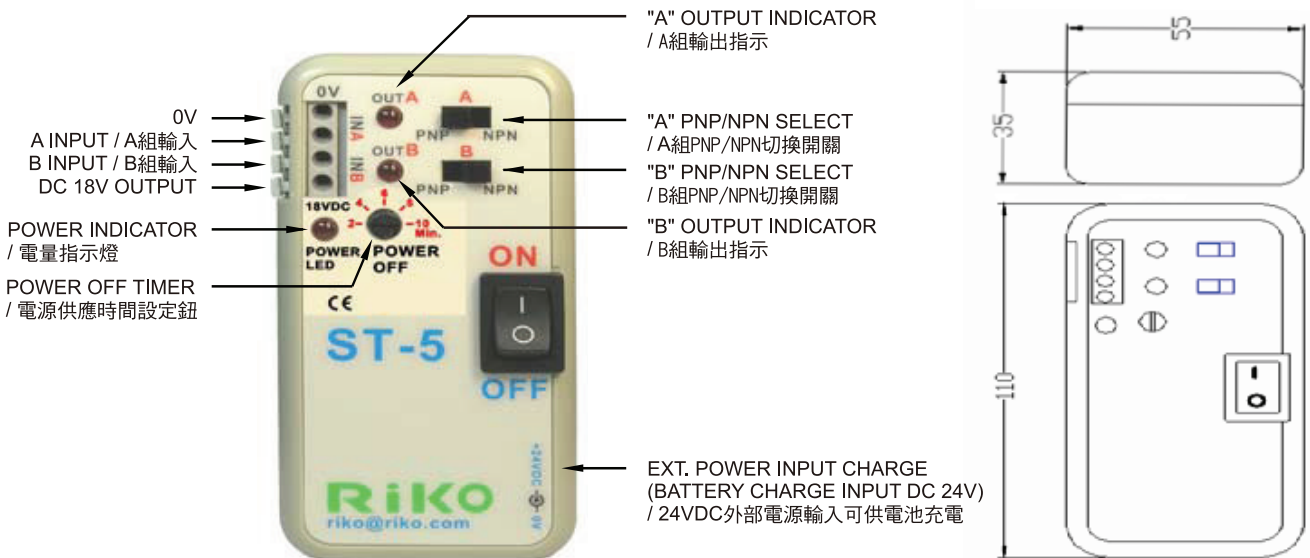 "A" OUTPUT INDICATOR
/ A組輸出指示
55
35
0V
A INPUT / A組輸入
B INPUT / B組輸入
DC 18V OUTPUT
POWER INDICATOR
/ 電量指示燈
POWER OFF TIMER
/ 電源供應時間設定鈕
0V
OUT A
A
INA
PNP NPN
OUT B
B
INB
PNP NPN
18VDC
2 4 6 8 10
Min.
POWER LED
POWER OFF
ON
CE
ST-5
I
O
OFF
+24VDC 0V
RiKO
riko@riko.com
"A" PNP/NPN SELECT
/ A組PNP/NPN切換開關
"B" PNP/NPN SELECT
/ B組PNP/NPN切換開關
"B" OUTPUT INDICATOR
/ B組輸出指示
EXT. POWER INPUT CHARGE
(BATTERY CHARGE INPUT DC 24V)
/ 24VDC外部電源輸入可供電池充電
110
I
O